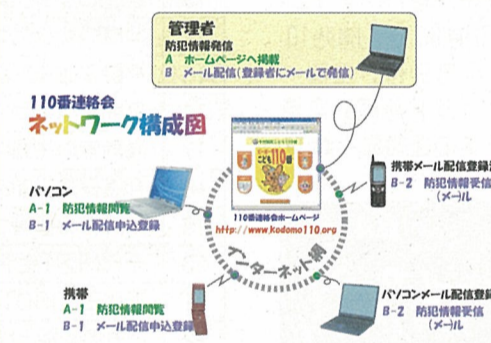 管理者
防犯情報発信
A ホームページへ掲載
B メール配信(登録者にメールで発信)
110番連絡会
ネットワーク構成図
こども110番
携帯メール配信登録
B-2 防犯情報受信
(メール)
パソコン
A-1 防犯情報閲覧
B-1 メール配信申込登録
110番連絡会ホームページ
http://www.kodomo110.org
インターネット網
携帯
A-1 防犯情報閲覧
B-1 メール配信申込登録
パソコンメール配信登録
B-2 防犯情報受信
(メール)